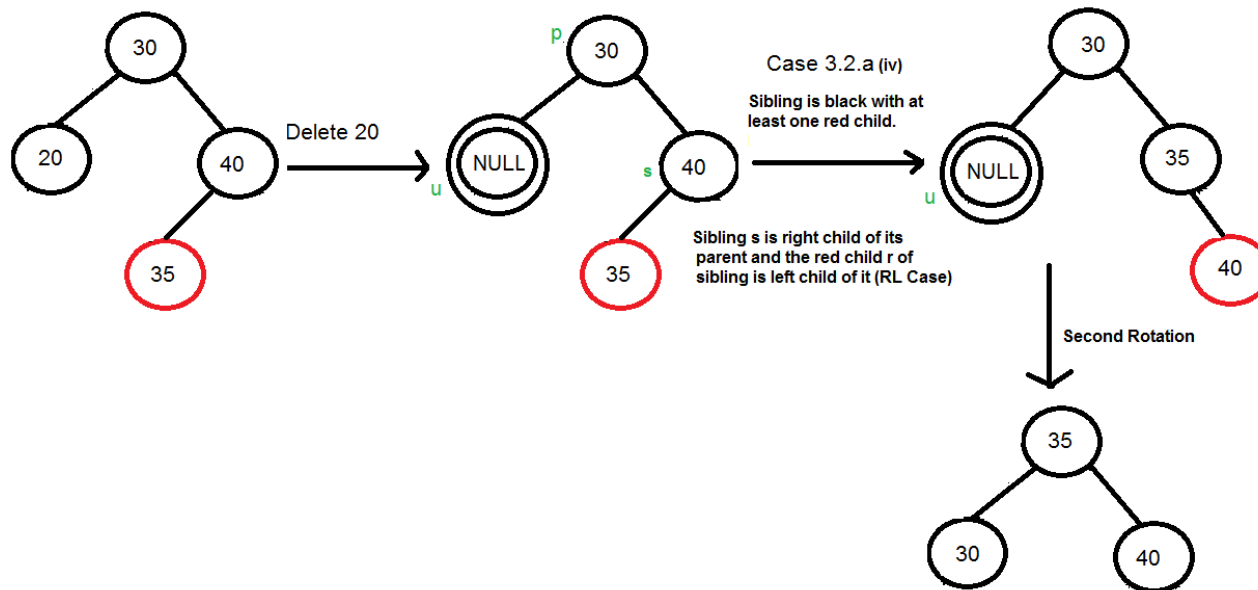 30
20
40
35
Delete 20
p
30
NULL
u
s
40
35
Case 3.2.a (iv)
Sibling is black with at
least one red child.
Sibling s is right child of its
parent and the red child r of
sibling is left child of it (RL Case)
30
NULL
u
35
40
Second Rotation
35
30
40